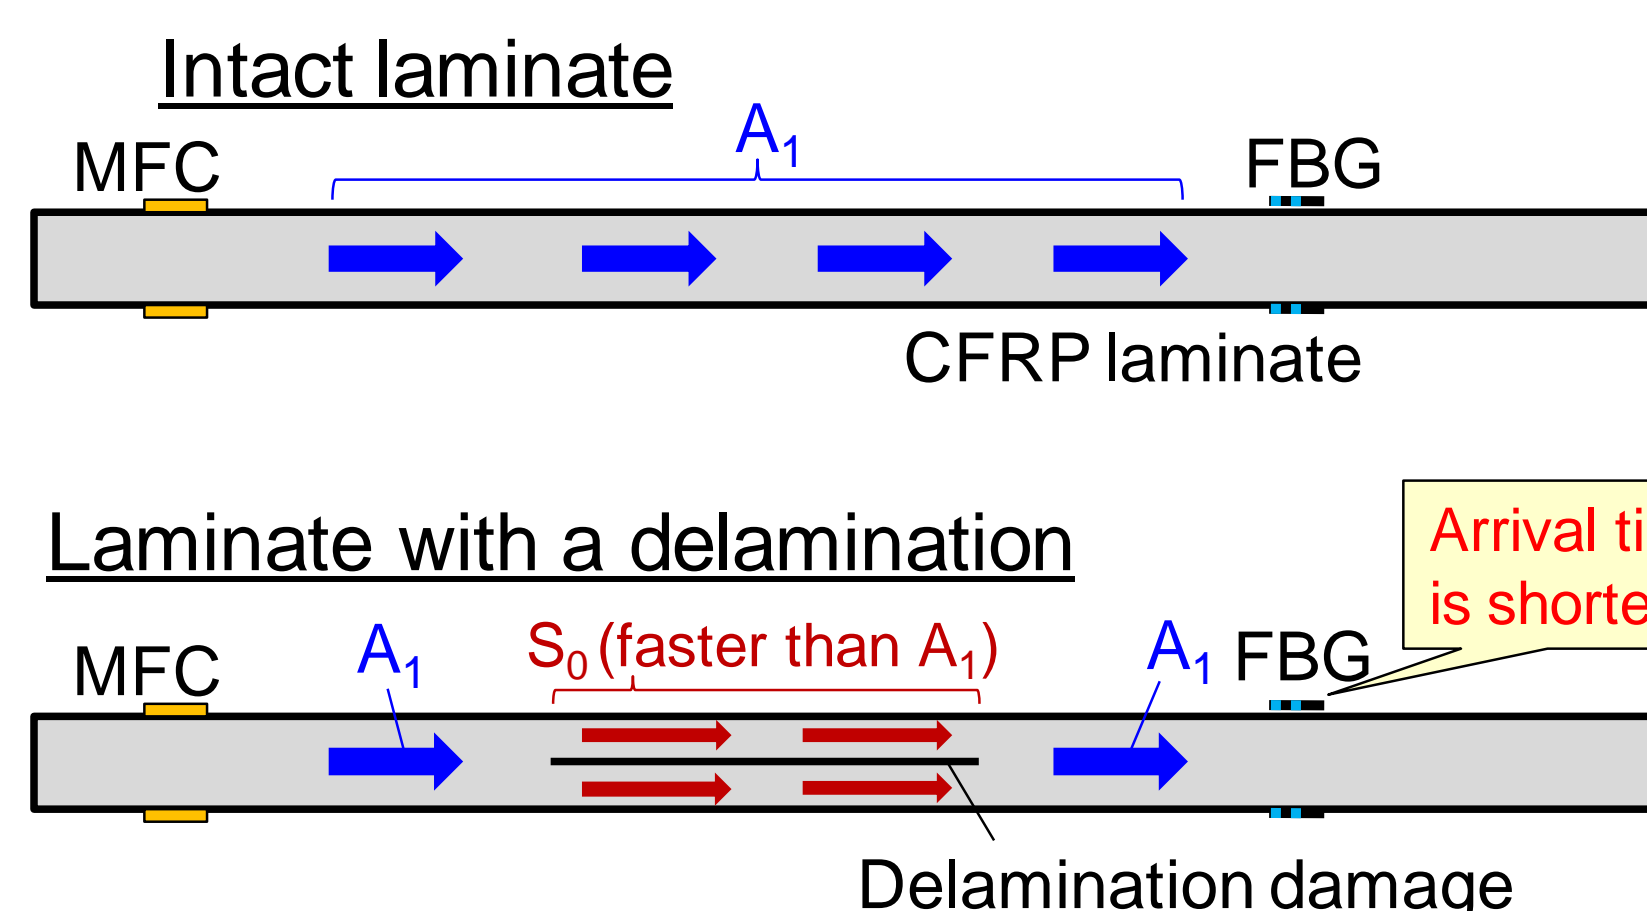 Intact laminate
MFC
A₁
FBG
CFRP laminate
Laminate with a delamination
Arrival ti
is shorte
MFC
A₁
S₀ (faster than A₁)
A₁
FBG
Delamination damage